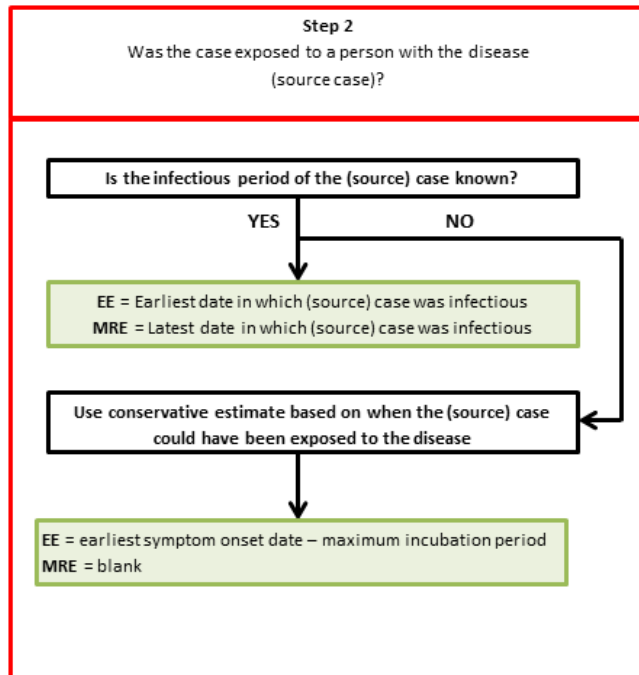 Step 2
Was the case exposed to a person with the disease
(source case)?
Is the infectious period of the (source) case known?
YES
NO
EE = Earliest date in which (source) case was infectious
MRE = Latest date in which (source) case was infectious
Use conservative estimate based on when the (source) case
could have been exposed to the disease
EE = earliest symptom onset date – maximum incubation period
MRE = blank